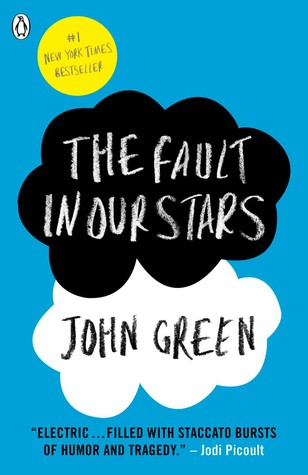 #1
NEW YORK TIMES
BESTSELLER
THE FAULT
IN OUR STARS
JOHN GREEN
“ELECTRIC ... FILLED WITH STACCATO BURSTS
OF HUMOR AND TRAGEDY.” – Jodi Picoult